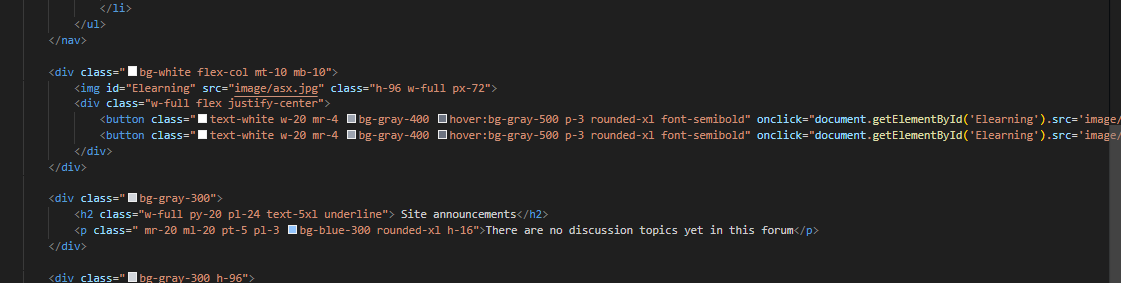 </li>
</ul>
</nav>
<div class="bg-white flex-col mt-10 mb-10">
<img id="Elearning" src="image/asx.jpg" class="h-96 w-full px-72">
<div class="w-full flex justify-center">
<button class="text-white w-20 mr-4 bg-gray-400 hover:bg-gray-500 p-3 rounded-xl font-semibold" onclick="document.getElementById('Elearning').src='image/
<button class="text-white w-20 mr-4 bg-gray-400 hover:bg-gray-500 p-3 rounded-xl font-semibold" onclick="document.getElementById('Elearning').src='image/
</div>
</div>
<div class="bg-gray-300">
<h2 class="w-full py-20 pl-24 text-5xl underline"> Site announcements</h2>
<p class=" mr-20 ml-20 pt-5 pl-3 bg-blue-300 rounded-xl h-16">There are no discussion topics yet in this forum</p>
</div>
<div class="bg-gray-300 h-96">